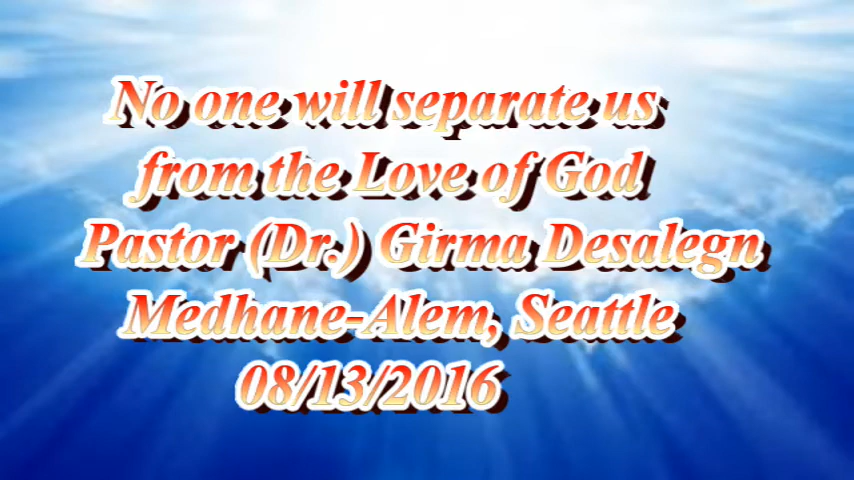 No one will separate us
from the Love of God
Pastor (Dr.) Girma Desalegn
Medhane-Alem, Seattle
08/13/2016